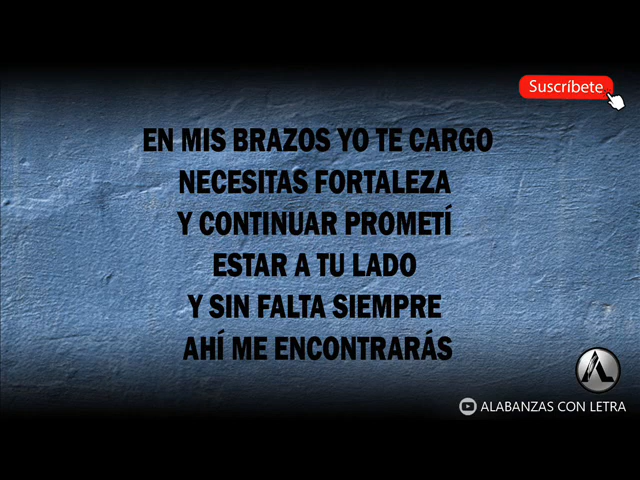 Suscríbete
EN MIS BRAZOS YO TE CARGO
NECESITAS FORTALEZA
Y CONTINUAR PROMETÍ
ESTAR A TU LADO
Y SIN FALTA SIEMPRE
AHÍ ME ENCONTRARÁS
ALABANZAS CON LETRA